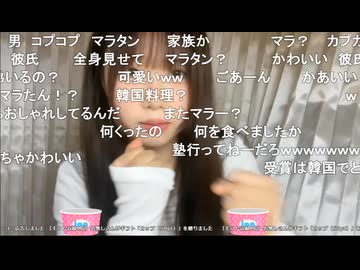 男 コプコプ マラタン 家族か マラ？ カプカ
彼氏 全身見せて マラタン？ かわいい 彼氏
いるの？ 可愛いww ごあーん かあいい
マラたん！？ 韓国料理？
おしゃれしてるんだ またマラー？
何くったの 何を食べましたか
ちゃかわいい 塾行ってねーだろwwwwwwww
受賞は韓国でと